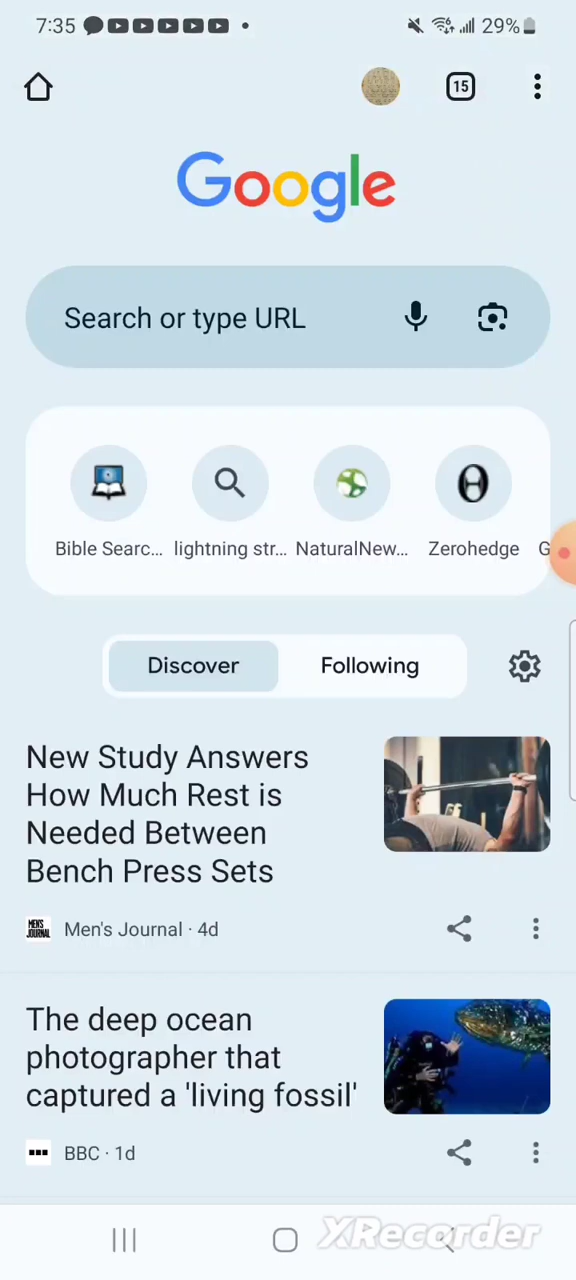 7:35 29%
15
Google
Search or type URL
Bible Searc... lightning str... NaturalNew... Zerohedge G
Discover Following
New Study Answers
How Much Rest is
Needed Between
Bench Press Sets
MEN'S JOURNAL Men's Journal · 4d
The deep ocean
photographer that
captured a 'living fossil'
BBC · 1d
XRecorder